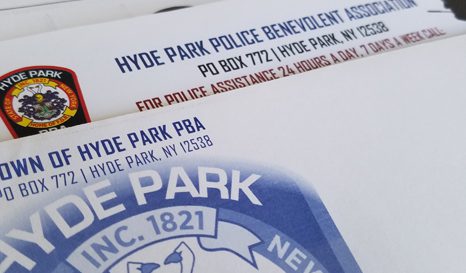 HYDE PARK POLICE BENEVOLENT ASSOCIATION
PO BOX 772 | HYDE PARK, NY 12538
FOR POLICE ASSISTANCE 24 HOURS A DAY, 7 DAYS A WEEK CALL:
HYDE PARK
INC. 1821
PBA
OWN OF HYDE PARK PBA
PO BOX 772 | HYDE PARK, NY 12538
HYDE PARK
INC. 1821
NEW